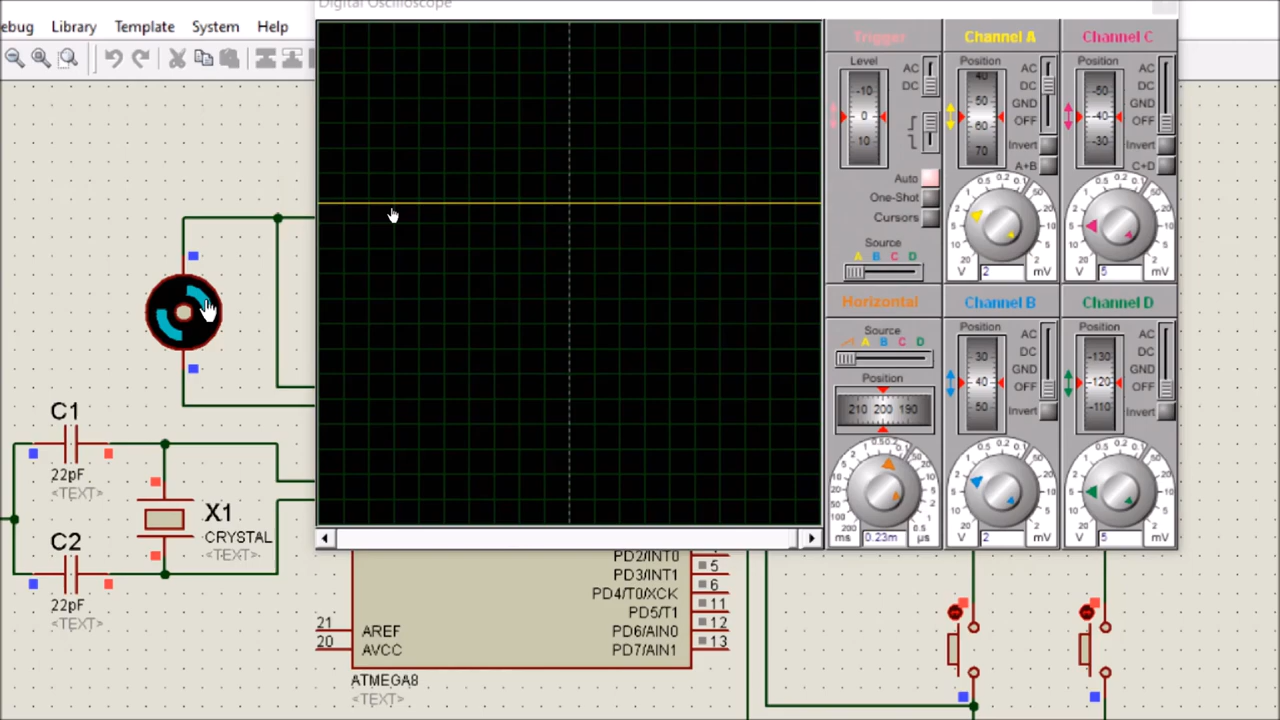 ebug Library Template System Help
Digital Oscilloscope
Trigger
Level
AC
DC
-10
0
10
Auto
One-Shot
Cursors
Source
A B C D
Channel A
Position
AC
DC
GND
OFF
40
50
60
70
Invert
A+B
V 2 mV
Channel C
Position
AC
DC
GND
OFF
-50
-40
-30
Invert
C+D
V 5 mV
Horizontal
Source
A B C D
Position
210 200 190
ms 0.23m µs
Channel B
Position
AC
DC
GND
OFF
30
40
50
Invert
V 2 mV
Channel D
Position
AC
DC
GND
OFF
-130
-120
-110
Invert
V 5 mV
C1
22pF
<TEXT>
X1
CRYSTAL
<TEXT>
C2
22pF
<TEXT>
PD2/INT0
PD3/INT1 5
PD4/T0/XCK 6
PD5/T1 11
21 AREF PD6/AIN0 12
20 AVCC PD7/AIN1 13
ATMEGA8
<TEXT>